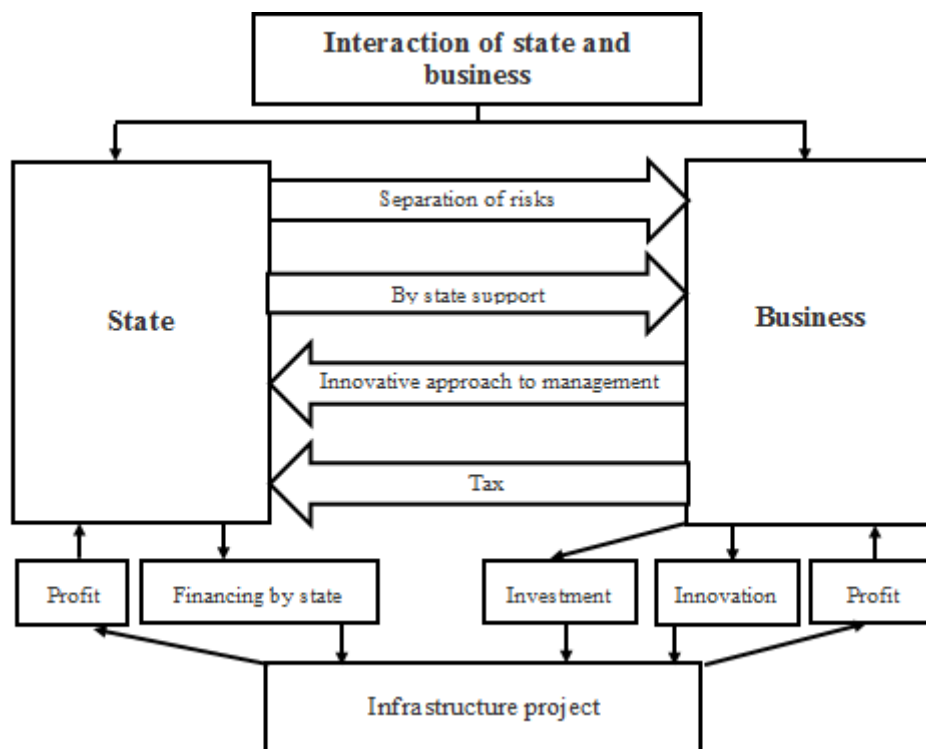 Interaction of state and
business
Separation of risks
By state support
State
Business
Innovative approach to management
Tax
Profit
Financing by state
Investment
Innovation
Profit
Infrastructure project